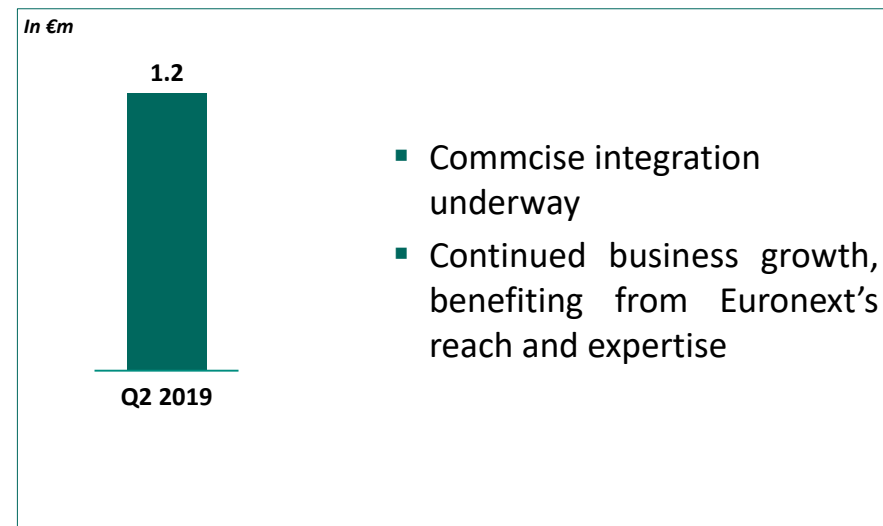 In €m
1.2
Q2 2019
▪ Commcise integration
underway
▪ Continued business growth,
benefiting from Euronext’s
reach and expertise